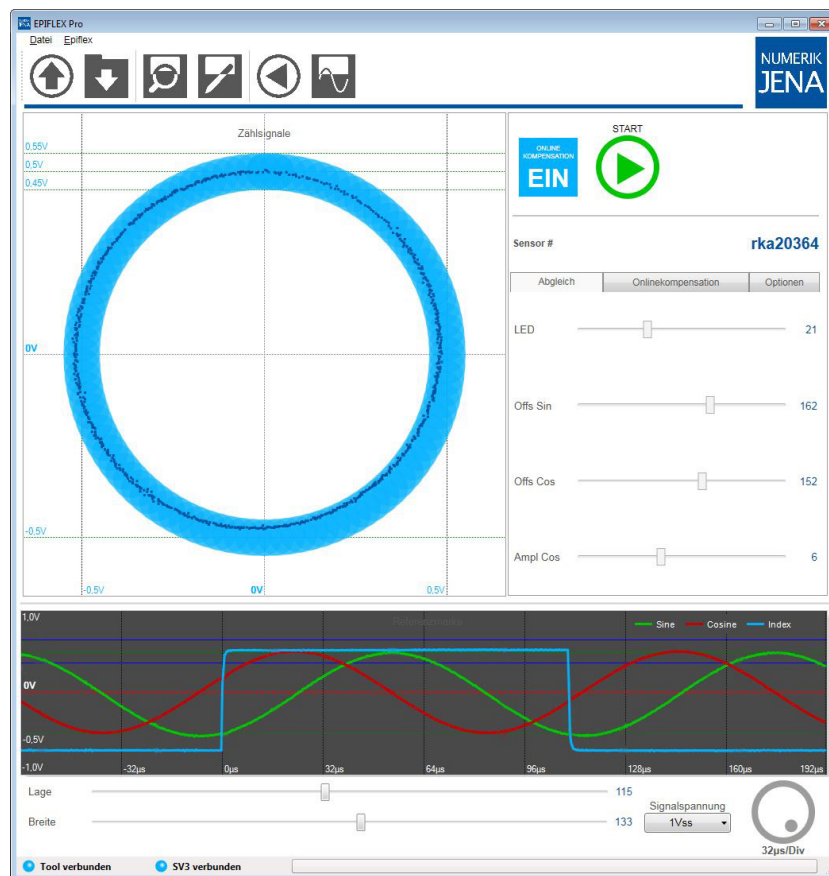 EPIFLEX Pro
Datei Epiflex
NUMERIK
JENA
Zählsignale
0,55V
0,5V
0,45V
0V
-0,5V
-0,5V 0V 0,5V
ONLINE
KOMPENSATION
EIN
START
Sensor # rka20364
Abgleich Onlinekompensation Optionen
LED 21
Offs Sin 162
Offs Cos 152
Ampl Cos 6
1,0V
Referenzmarke
Sine Cosine Index
0V
-0,5V
-1,0V -32µs 0µs 32µs 64µs 96µs 128µs 160µs 192µs
Lage 115
Breite 133
Signalspannung
1Vss
32µs/Div
Tool verbunden SV3 verbunden